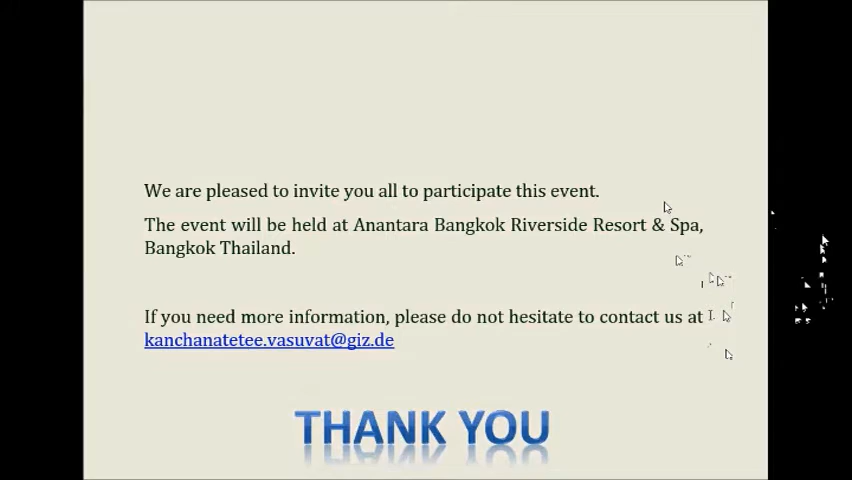 We are pleased to invite you all to participate this event.
The event will be held at Anantara Bangkok Riverside Resort & Spa,
Bangkok Thailand.
If you need more information, please do not hesitate to contact us at
kanchanatetee.vasuvat@giz.de
THANK YOU